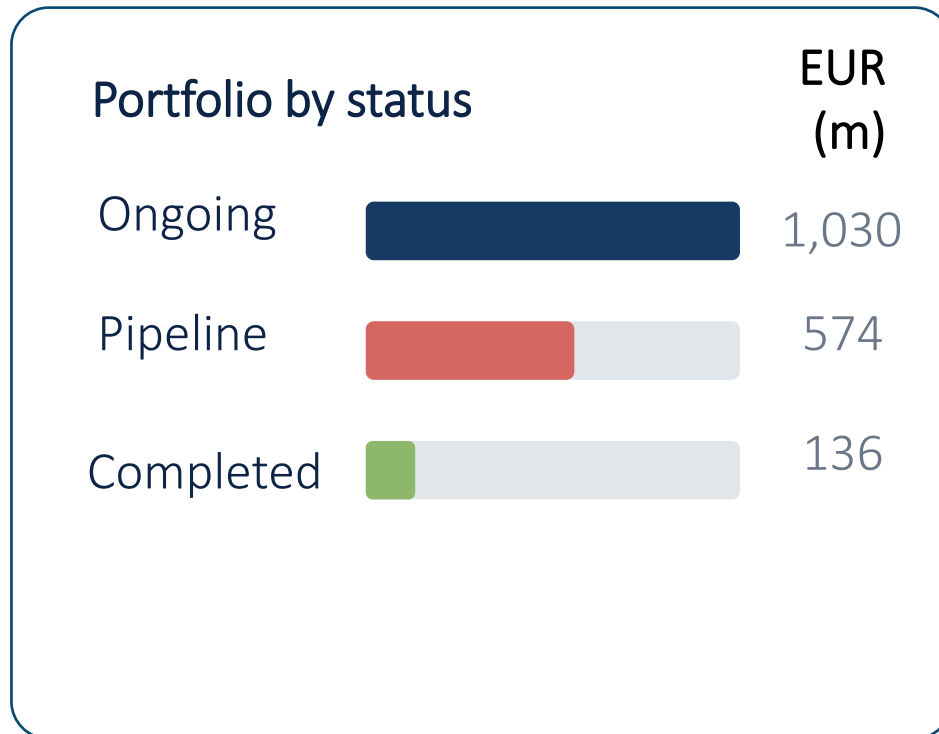 Portfolio by status
EUR
(m)
Ongoing
1,030
Pipeline
574
Completed
136